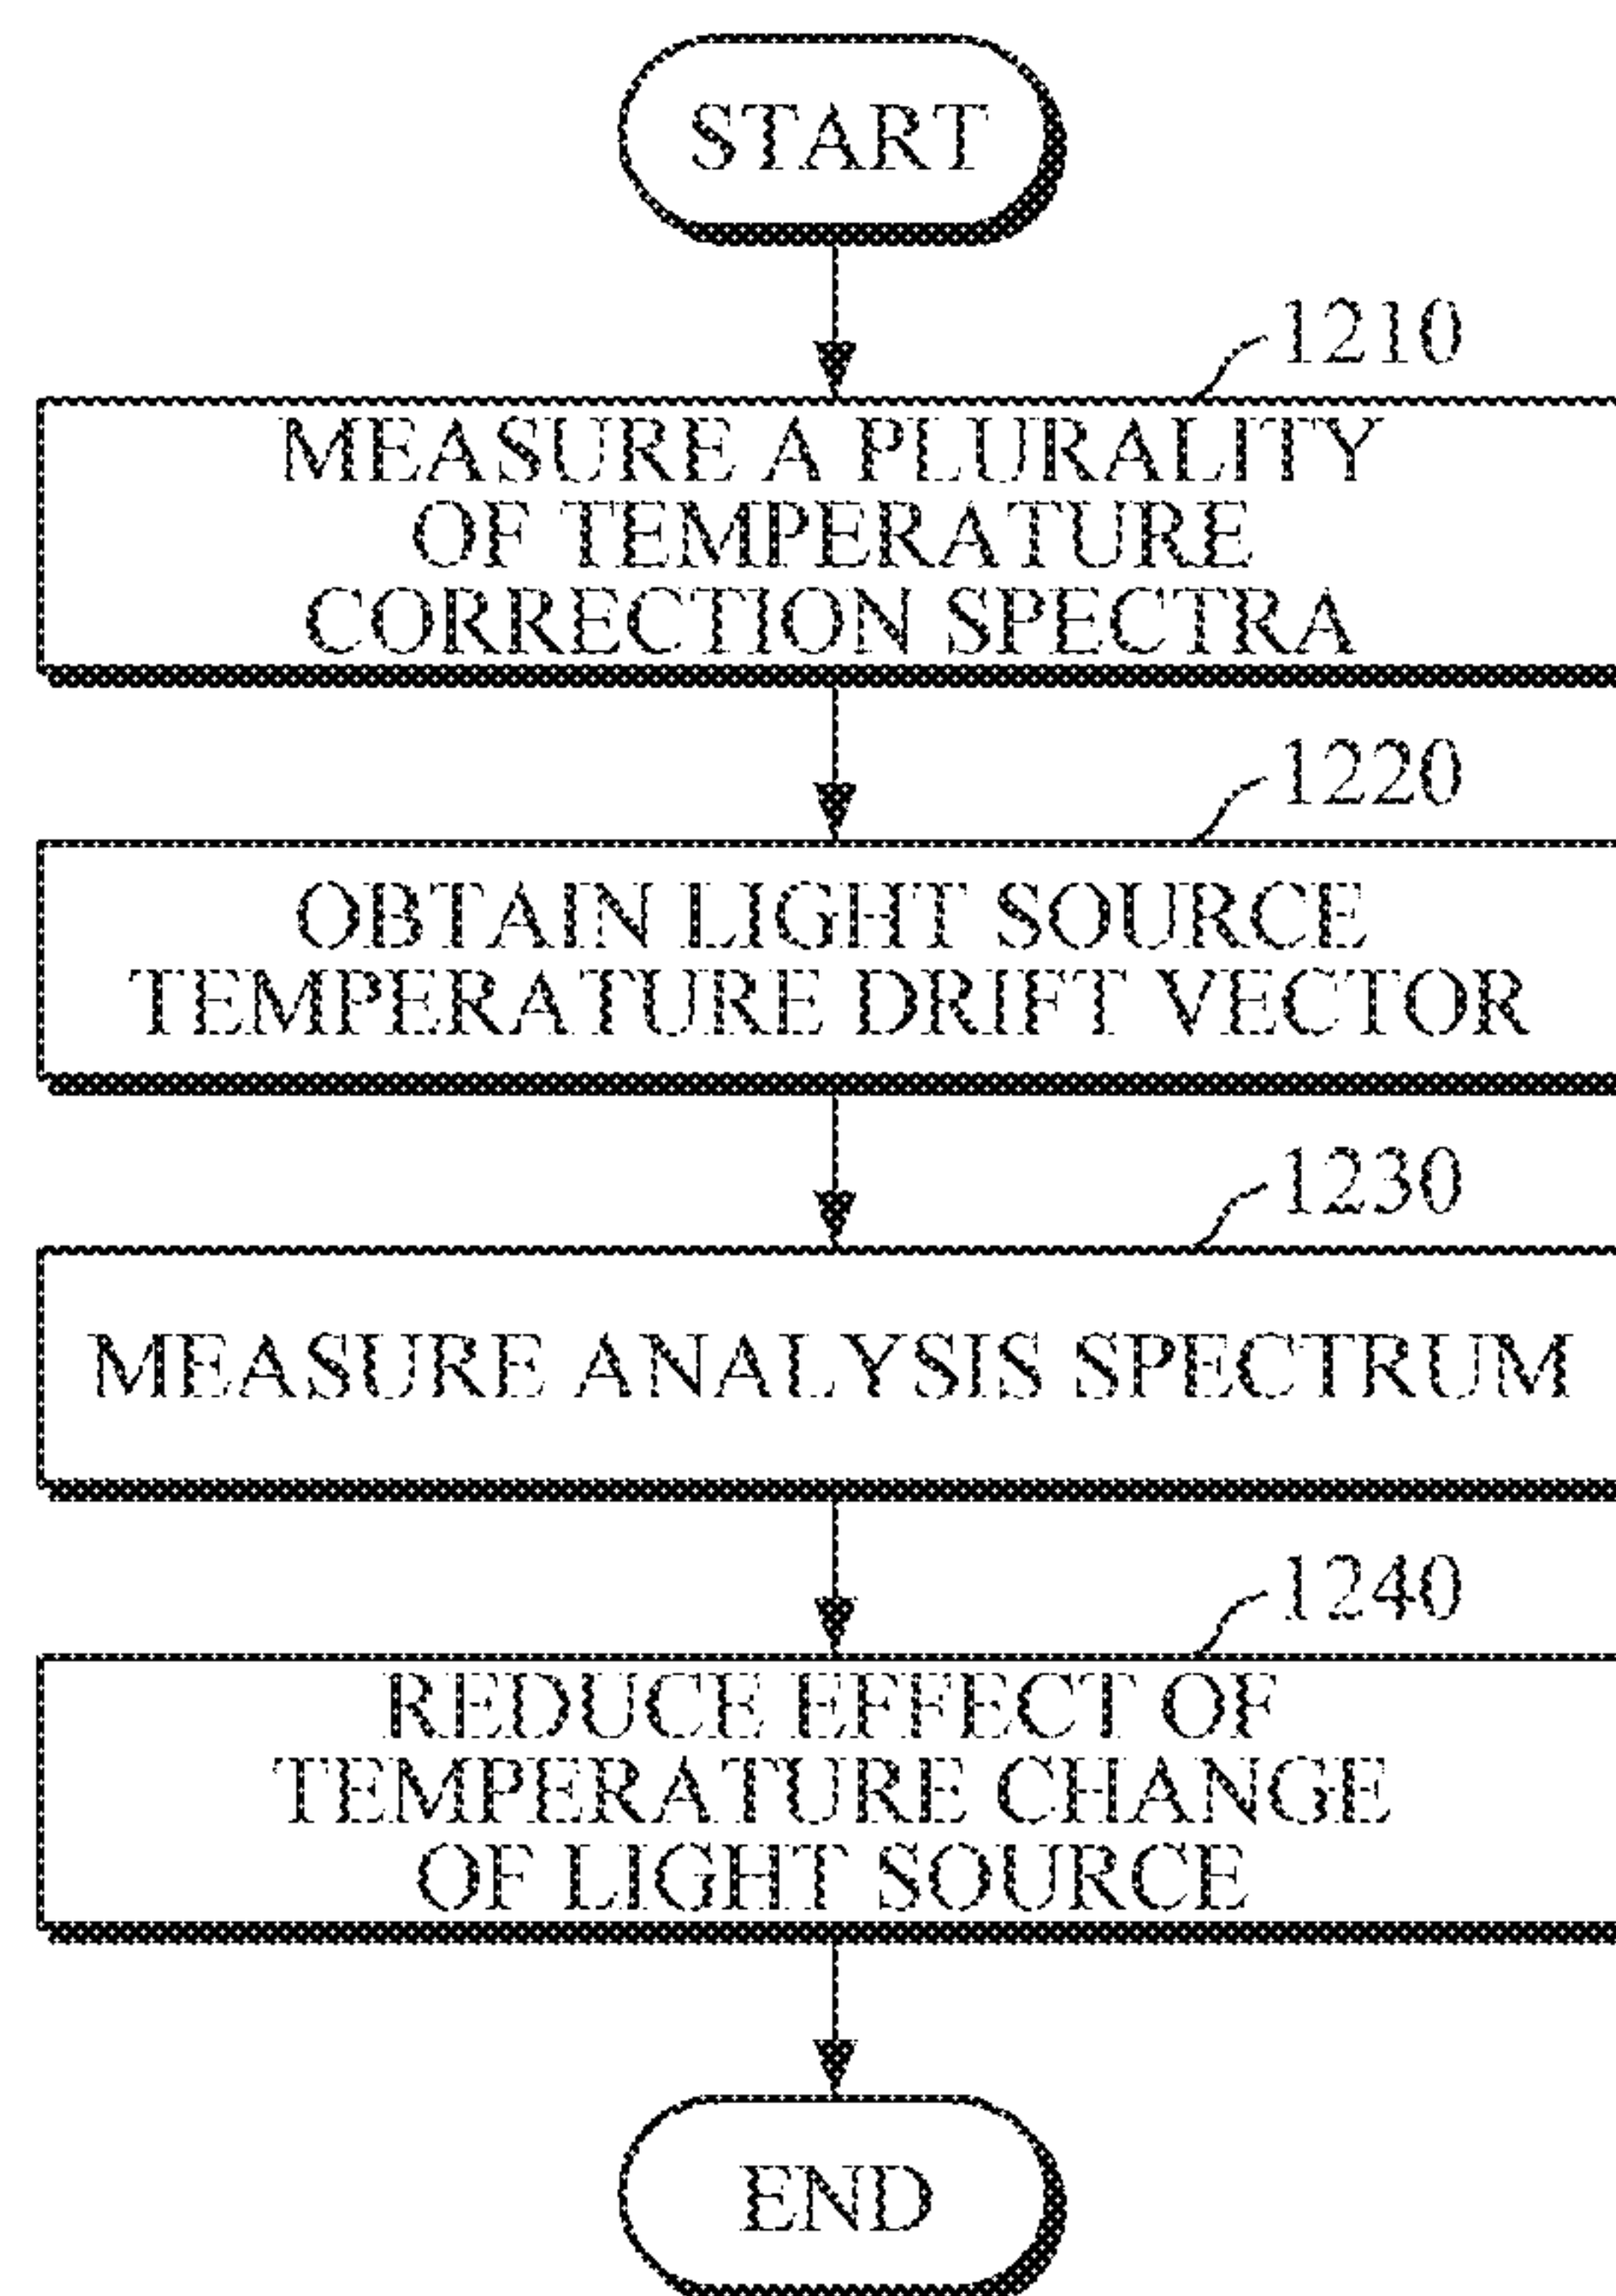 START
1210
MEASURE A PLURALITY
OF TEMPERATURE
CORRECTION SPECTRA
1220
OBTAIN LIGHT SOURCE
TEMPERATURE DRIFT VECTOR
1230
MEASURE ANALYSIS SPECTRUM
1240
REDUCE EFFECT OF
TEMPERATURE CHANGE
OF LIGHT SOURCE
END